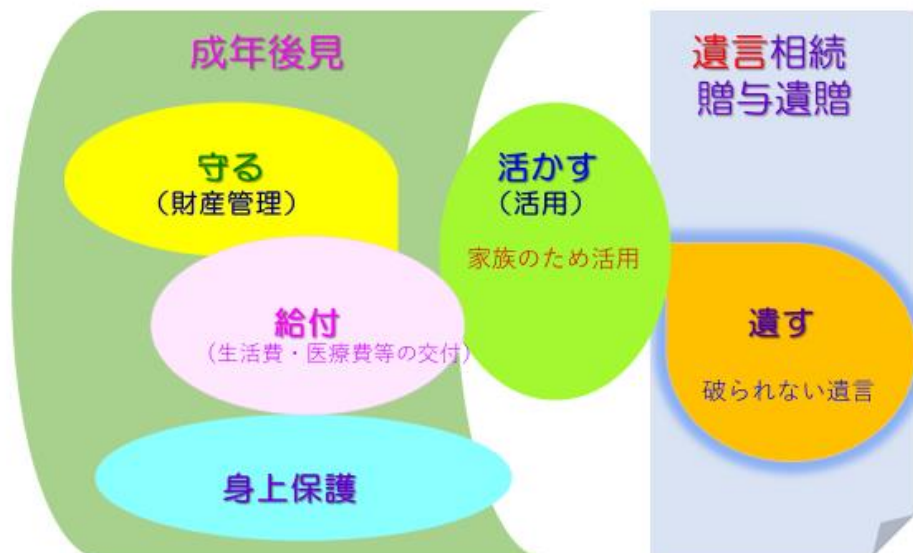 成年後見
守る
（財産管理）
給付
（生活費・医療費等の交付）
身上保護
活かす
（活用）
家族のため活用
遺言相続
贈与遺贈
遺す
破られない遺言